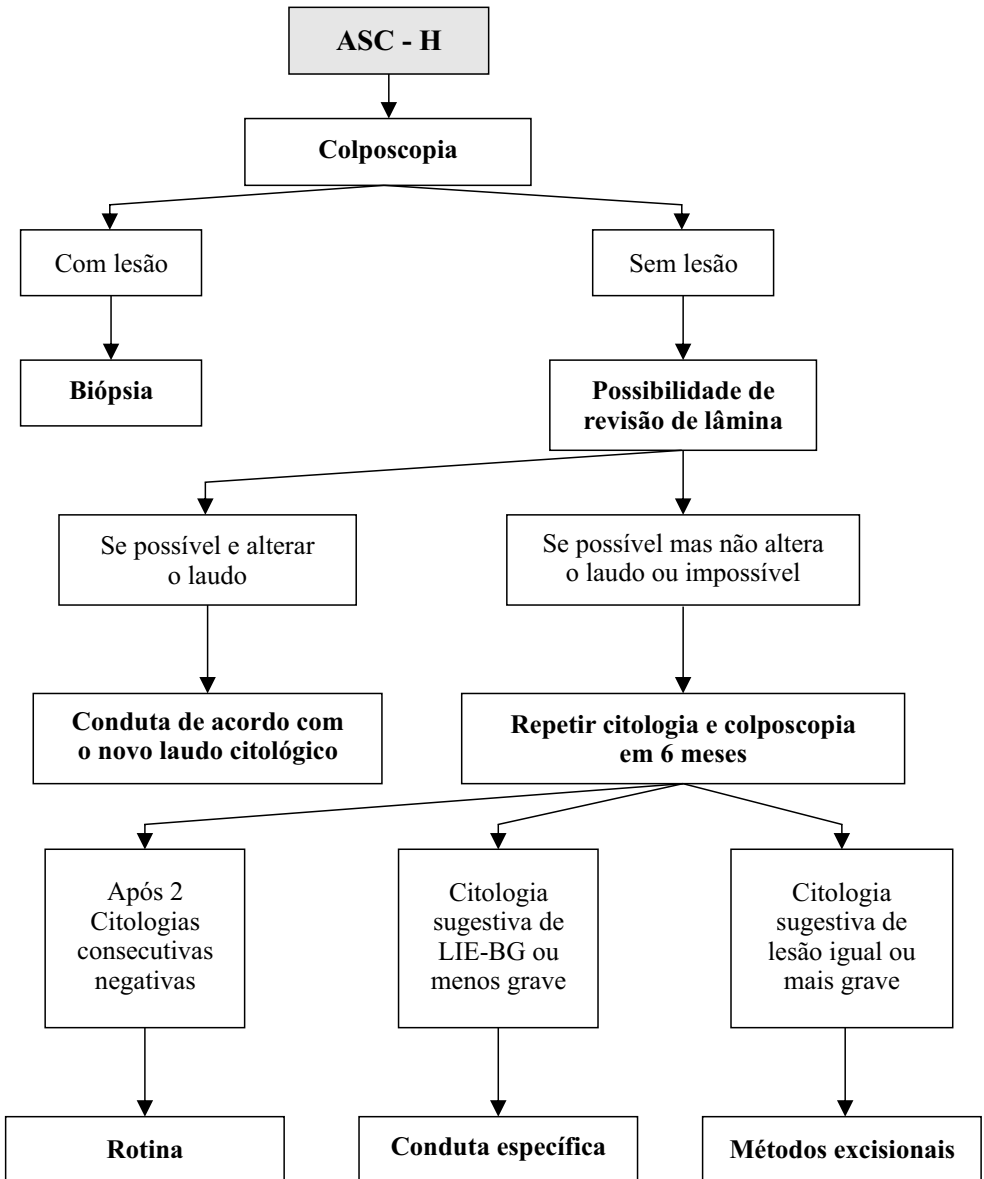 ASC - H
Colposcopia
Com lesão
Sem lesão
Biópsia
Possibilidade de
revisão de lâmina
Se possível e alterar
o laudo
Se possível mas não altera
o laudo ou impossível
Conduta de acordo com
o novo laudo citológico
Repetir citologia e colposcopia
em 6 meses
Após 2
Citologias
consecutivas
negativas
Citologia
sugestiva de
LIE-BG ou
menos grave
Citologia
sugestiva de
lesão igual ou
mais grave
Rotina
Conduta específica
Métodos excisionais